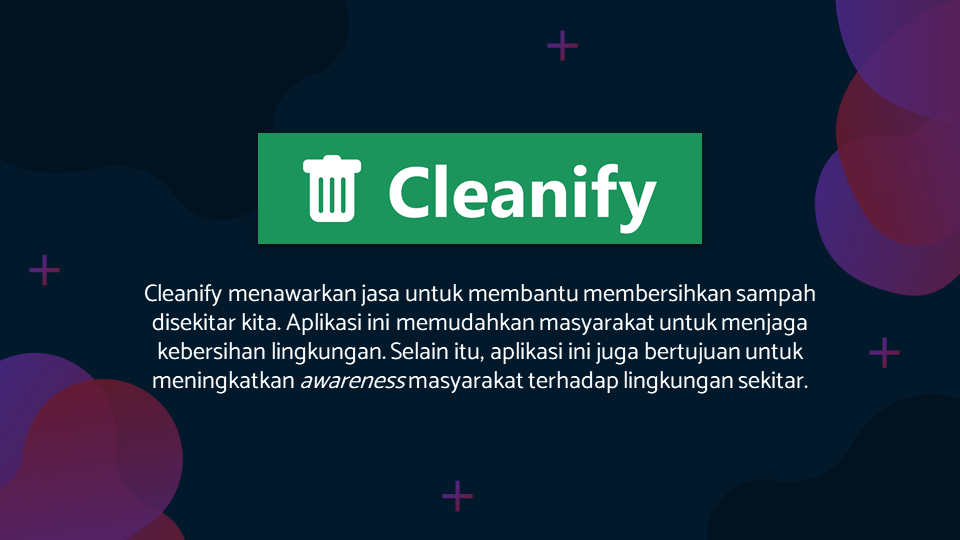 Cleanify
Cleanify menawarkan jasa untuk membantu membersihkan sampah
disekitar kita. Aplikasi ini memudahkan masyarakat untuk menjaga
kebersihan lingkungan. Selain itu, aplikasi ini juga bertujuan untuk
meningkatkan awareness masyarakat terhadap lingkungan sekitar.